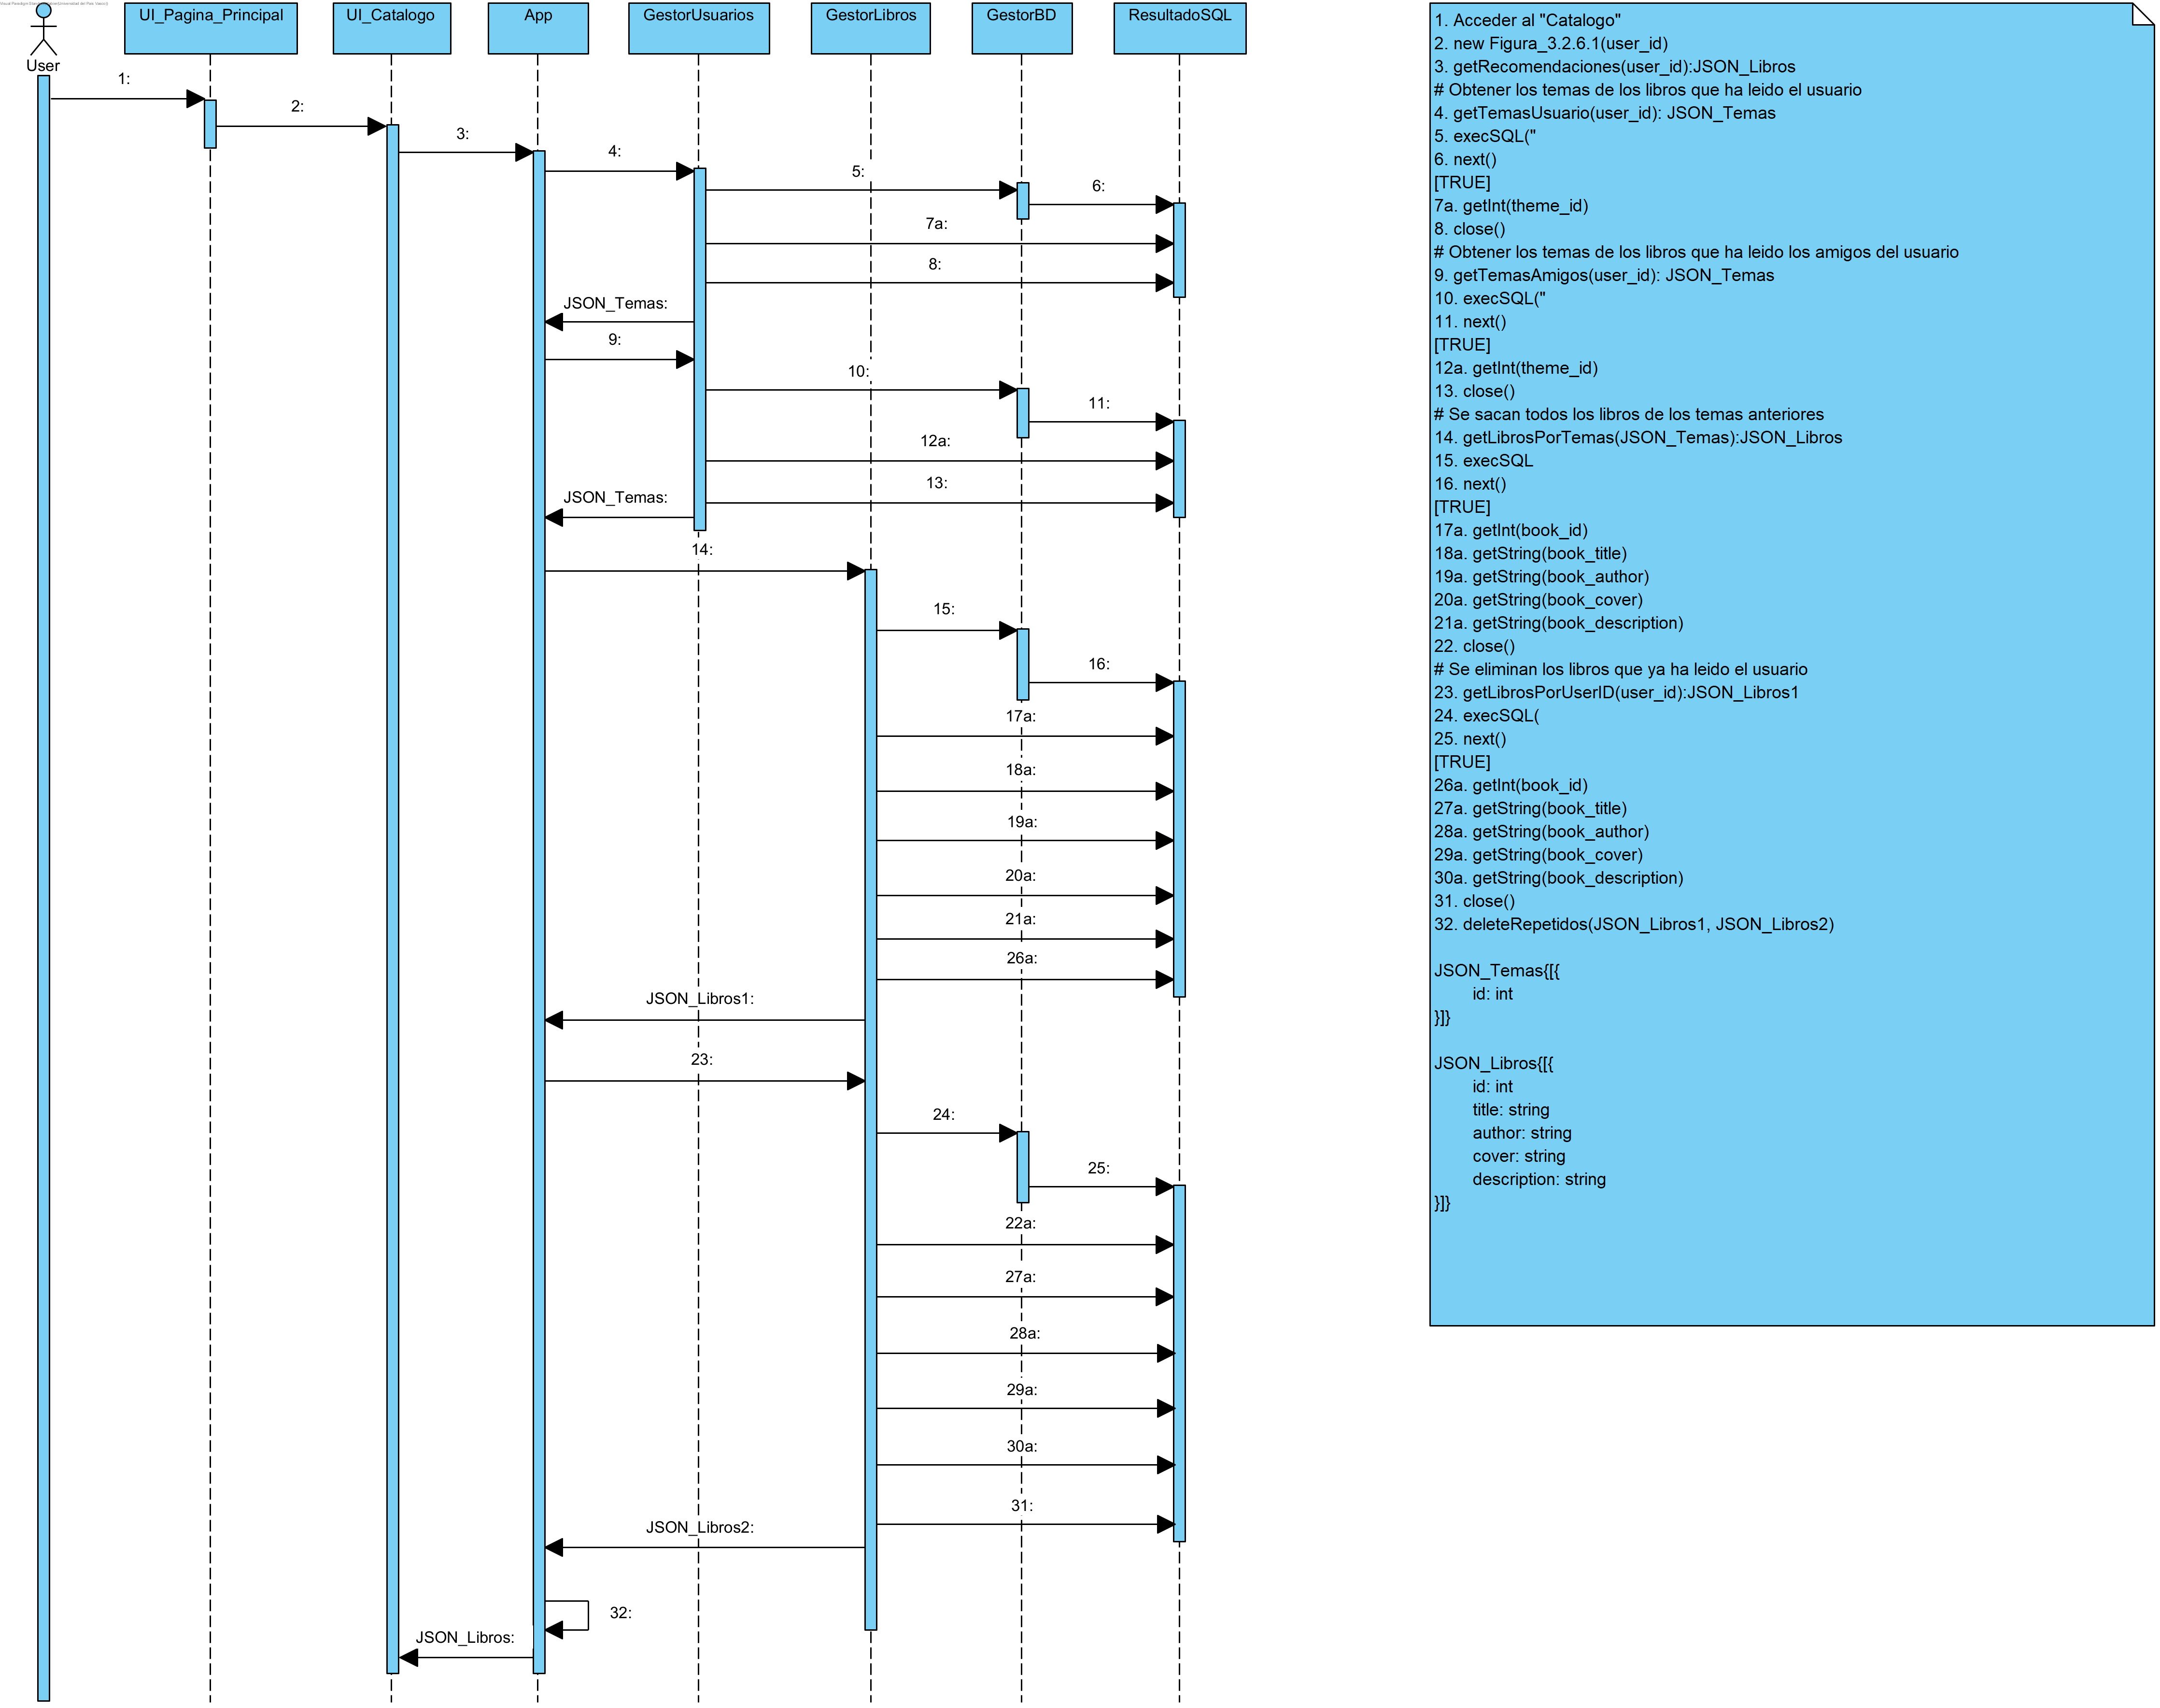 UI_Pagina_Principal
UI_Catalogo
App
GestorUsuarios
GestorLibros
GestorBD
ResultadoSQL
User
1:
2:
3:
4:
5:
6:
7a:
8:
JSON_Temas:
9:
10:
11:
12a:
13:
JSON_Temas:
14:
15:
16:
17a:
18a:
19a:
20a:
21a:
26a:
JSON_Libros1:
23:
24:
25:
22a:
27a:
28a:
29a:
30a:
31:
JSON_Libros2:
32:
JSON_Libros:
1. Acceder al "Catalogo"
2. new Figura_3.2.6.1(user_id)
3. getRecomendaciones(user_id):JSON_Libros
# Obtener los temas de los libros que ha leido el usuario
4. getTemasUsuario(user_id): JSON_Temas
5. execSQL("
6. next()
[TRUE]
7a. getInt(theme_id)
8. close()
# Obtener los temas de los libros que ha leido los amigos del usuario
9. getTemasAmigos(user_id): JSON_Temas
10. execSQL("
11. next()
[TRUE]
12a. getInt(theme_id)
13. close()
# Se sacan todos los libros de los temas anteriores
14. getLibrosPorTemas(JSON_Temas):JSON_Libros
15. execSQL
16. next()
[TRUE]
17a. getInt(book_id)
18a. getString(book_title)
19a. getString(book_author)
20a. getString(book_cover)
21a. getString(book_description)
22. close()
# Se eliminan los libros que ya ha leido el usuario
23. getLibrosPorUserID(user_id):JSON_Libros1
24. execSQL(
25. next()
[TRUE]
26a. getInt(book_id)
27a. getString(book_title)
28a. getString(book_author)
29a. getString(book_cover)
30a. getString(book_description)
31. close()
32. deleteRepetidos(JSON_Libros1, JSON_Libros2)
JSON_Temas{[{
id: int
}]}
JSON_Libros{[{
id: int
title: string
author: string
cover: string
description: string
}]}